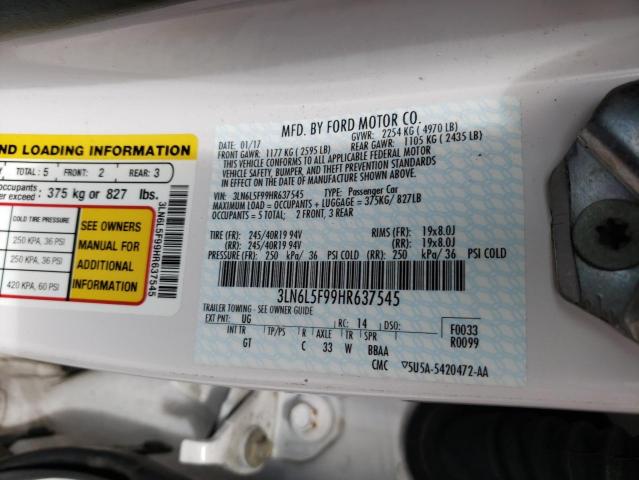 ND LOADING INFORMATION
TOTAL: 5 FRONT: 2 REAR: 3
occupants
exceed: 375 kg or 827 lbs.
COLD TIRE PRESSURE
250 KPA, 36 PSI
250 KPA, 36 PSI
420 KPA, 60 PSI
SEE OWNERS
MANUAL FOR
ADDITIONAL
INFORMATION
3LN6L5F99HR637545
MFD. BY FORD MOTOR CO.
DATE: 01/17 GVWR: 2254 KG ( 4970 LB)
FRONT GAWR: 1177 KG ( 2595 LB) REAR GAWR: 1105 KG ( 2435 LB)
THIS VEHICLE CONFORMS TO ALL APPLICABLE FEDERAL MOTOR
VEHICLE SAFETY, BUMPER, AND THEFT PREVENTION STANDARDS
IN EFFECT ON THE DATE OF MANUFACTURE SHOWN ABOVE.
VIN: 3LN6L5F99HR637545 TYPE: Passenger Car
MAXIMUM LOAD = OCCUPANTS + LUGGAGE = 375KG/ 827LB
OCCUPANTS = 5 TOTAL: 2 FRONT, 3 REAR
TIRE (FR): 245/40R19 94V RIMS (FR): 19x8.0J
(RR): 245/40R19 94V (RR): 19x8.0J
PRESSURE (FR): 250 kPa/ 36 PSI COLD (RR): 250 kPa/ 36 PSI COLD
3LN6L5F99HR637545
TRAILER TOWING - SEE OWNER GUIDE
EXT PNT: UG RC: 14 DSO: F0033
R0099
INT TR TP/PS R AXLE TR SPR
GT C 33 W BBAA
CMC ▽5U5A-5420472-AA